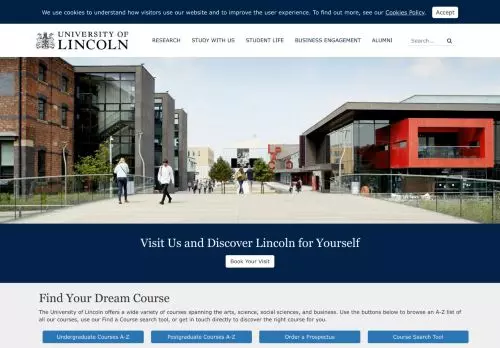 We use cookies to understand how visitors use our website and to improve the user experience. To find out more, see our Cookies Policy. Accept
UNIVERSITY OF
LINCOLN
RESEARCH STUDY WITH US STUDENT LIFE BUSINESS ENGAGEMENT ALUMNI Search...
Visit Us and Discover Lincoln for Yourself
Book Your Visit
Find Your Dream Course
The University of Lincoln offers a wide variety of courses spanning the arts, science, social sciences, and business. Use the buttons below to browse an A-Z list of
all our courses, use our Find a Course search tool, or get in touch directly to discover the right course for you.
Undergraduate Courses A-Z Postgraduate Courses A-Z Order a Prospectus Course Search Tool